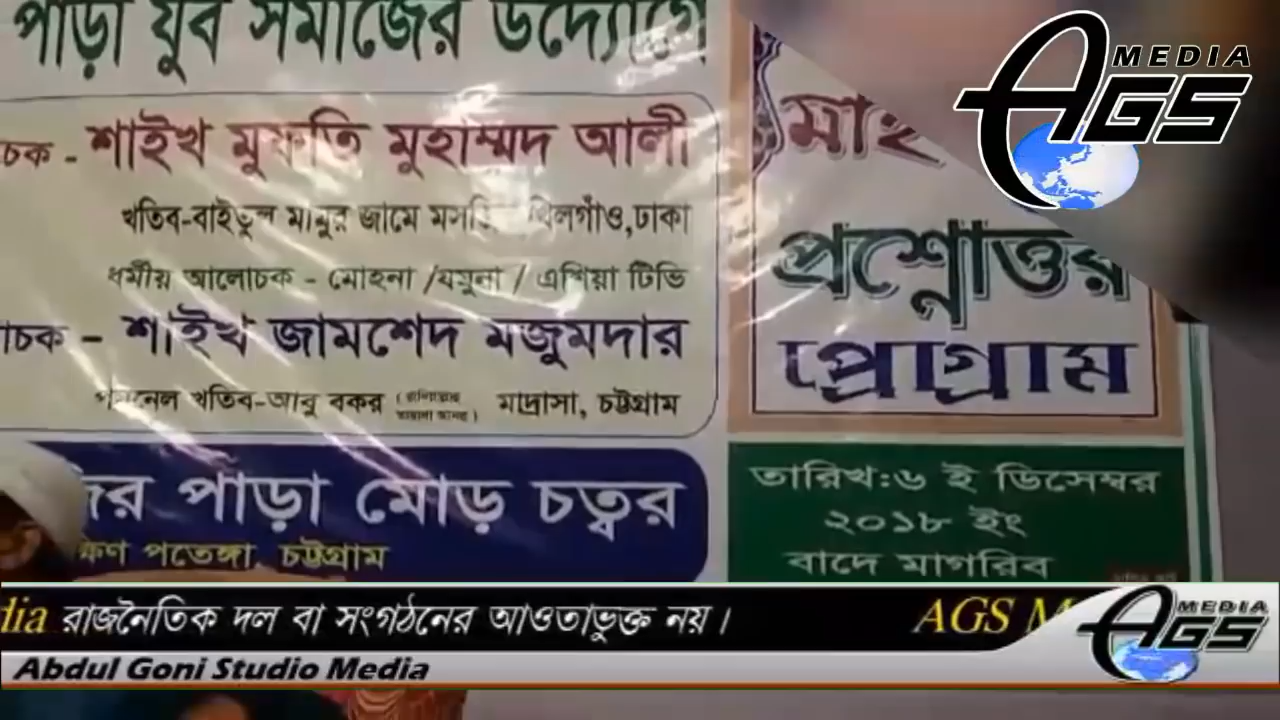 পাড়া যুব সমাজের উদ্যোগে
চক - শাইখ মুফতি মুহাম্মদ আলী
খতিব-বাইতুল মামুর জামে খিলগাঁও,ঢাকা
ধর্মীয় আলোচক - মোহনা /যমুনা / এশিয়া টিভি
চক - শাইখ জামশেদ মজুমদার
খতিব-আবু বকর মাদ্রাসা, চট্টগ্রাম
পাড়া মোড় চত্বর
পতেঙ্গা, চট্টগ্রাম
প্রশ্নোত্তর
প্রোগ্রাম
তারিখ:৬ ই ডিসেম্বর
২০১৮ ইং
বাদে মাগরিব
MEDIA
AGS
dia রাজনৈতিক দল বা সংগঠনের আওতাভুক্ত নয়। AGS M
MEDIA
AGS
Abdul Goni Studio Media